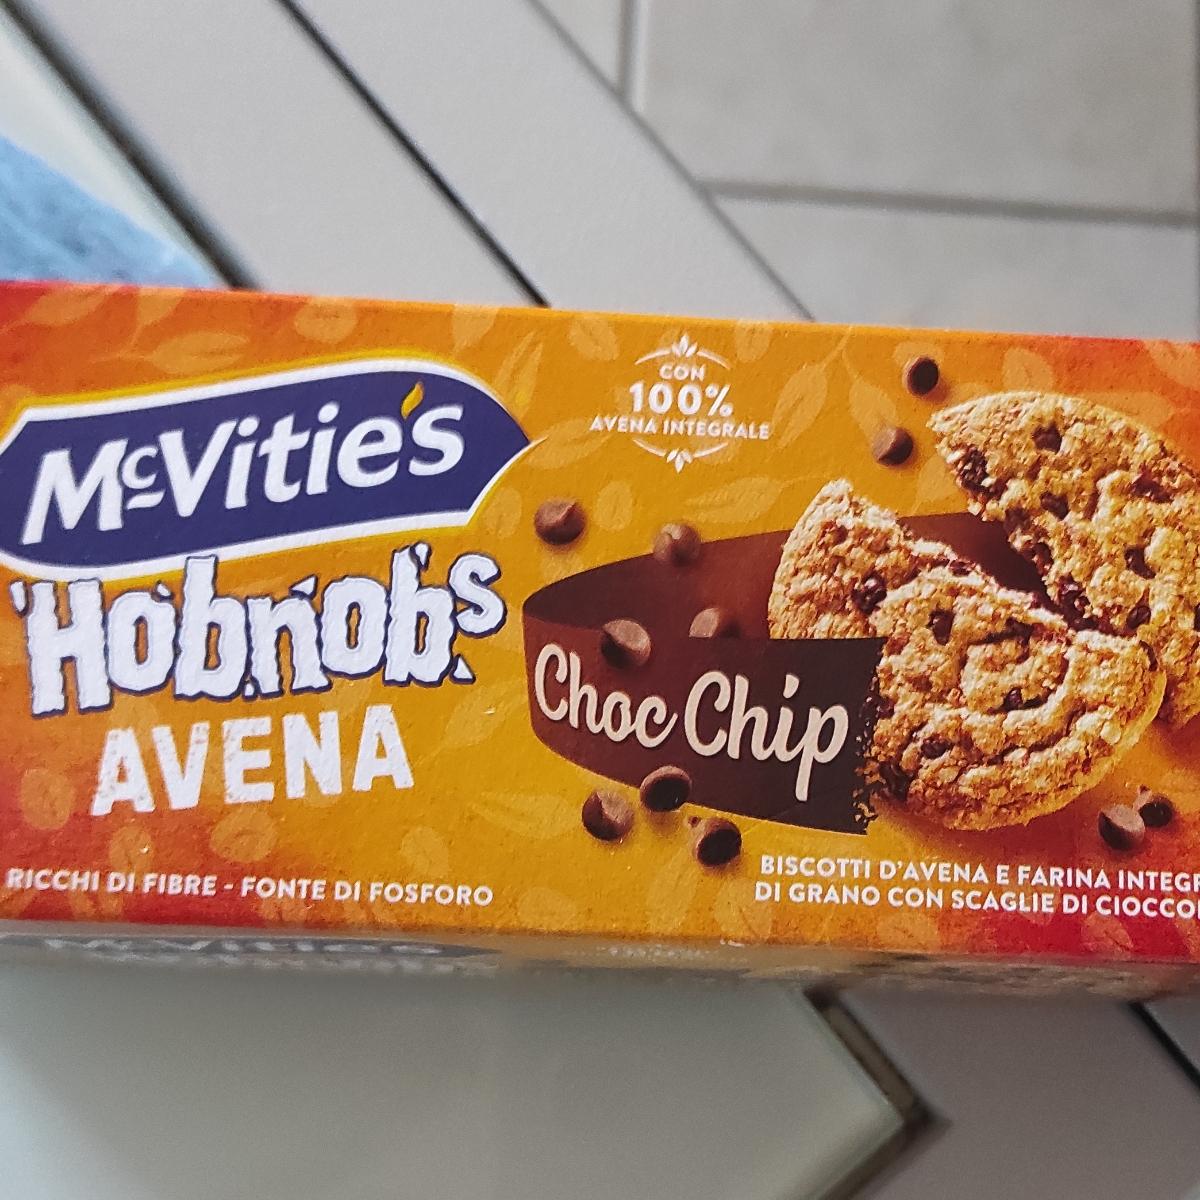 McVitie's
Hobnobs
AVENA
RICCHI DI FIBRE - FONTE DI FOSFORO
CON
100%
AVENA INTEGRALE
Choc Chip
BISCOTTI D'AVENA E FARINA
DI GRANO CON SCAGLIE DI